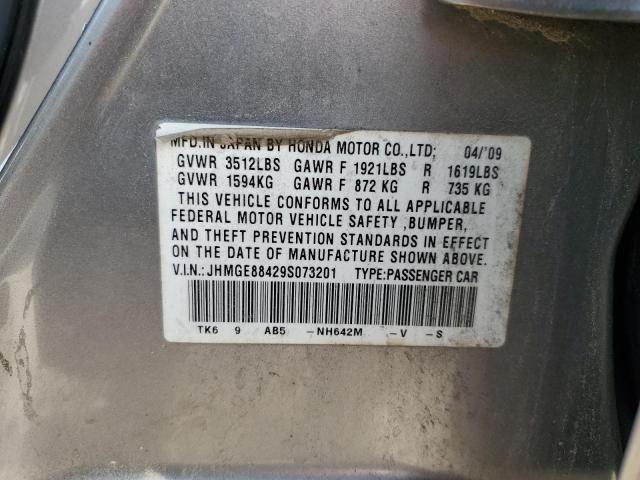 MFD.IN JAPAN BY HONDA MOTOR CO.,LTD; 04/'09
GVWR 3512LBS GAWR F 1921LBS R 1619LBS
GVWR 1594KG GAWR F 872 KG R 735 KG
THIS VEHICLE CONFORMS TO ALL APPLICABLE
FEDERAL MOTOR VEHICLE SAFETY ,BUMPER,
AND THEFT PREVENTION STANDARDS IN EFFECT
ON THE DATE OF MANUFACTURE SHOWN ABOVE.
V.I.N.:JHMGE88429S073201 TYPE:PASSENGER CAR
TK6 9 AB5 -NH642M -V -S